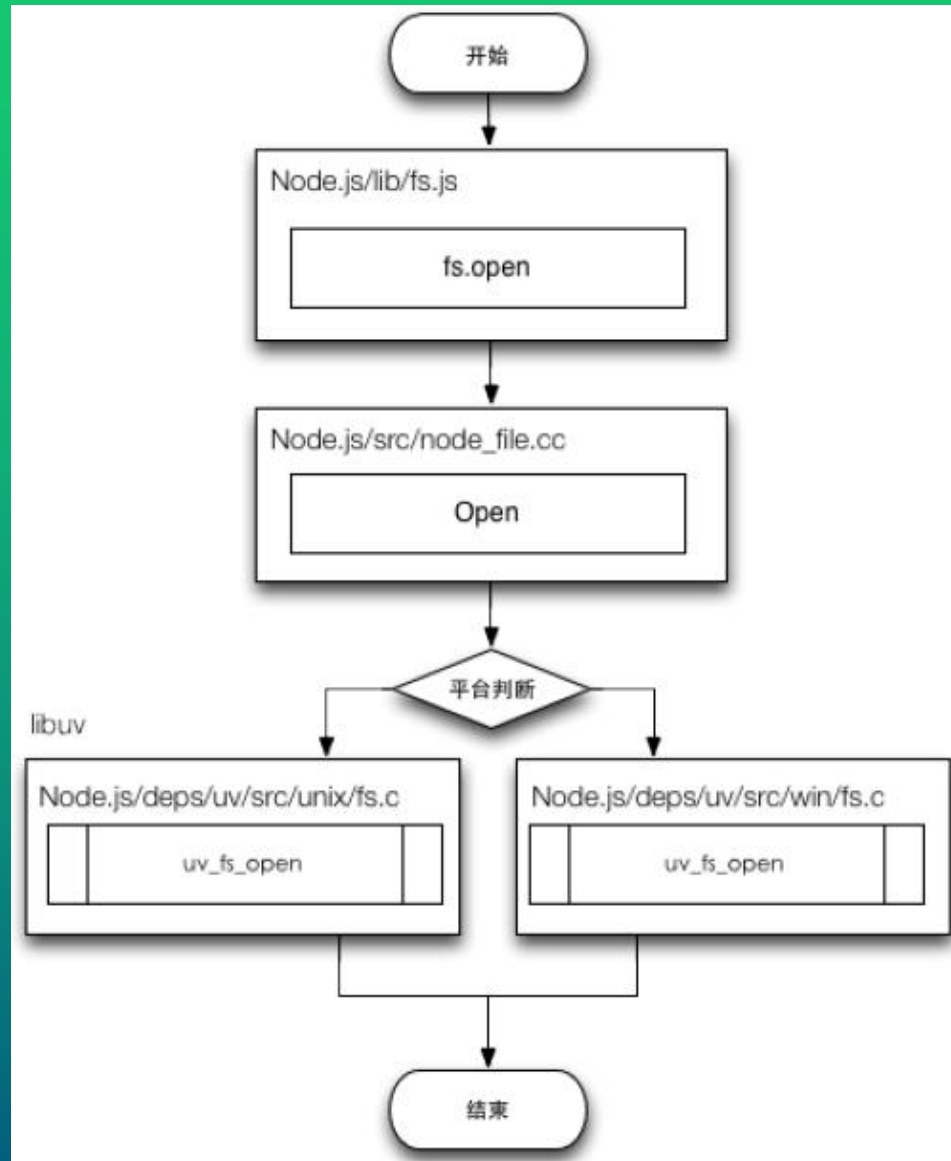 开始
Node.js/lib/fs.js
fs.open
Node.js/src/node_file.cc
Open
平台判断
libuv
Node.js/deps/uv/src/unix/fs.c
uv_fs_open
Node.js/deps/uv/src/win/fs.c
uv_fs_open
结束